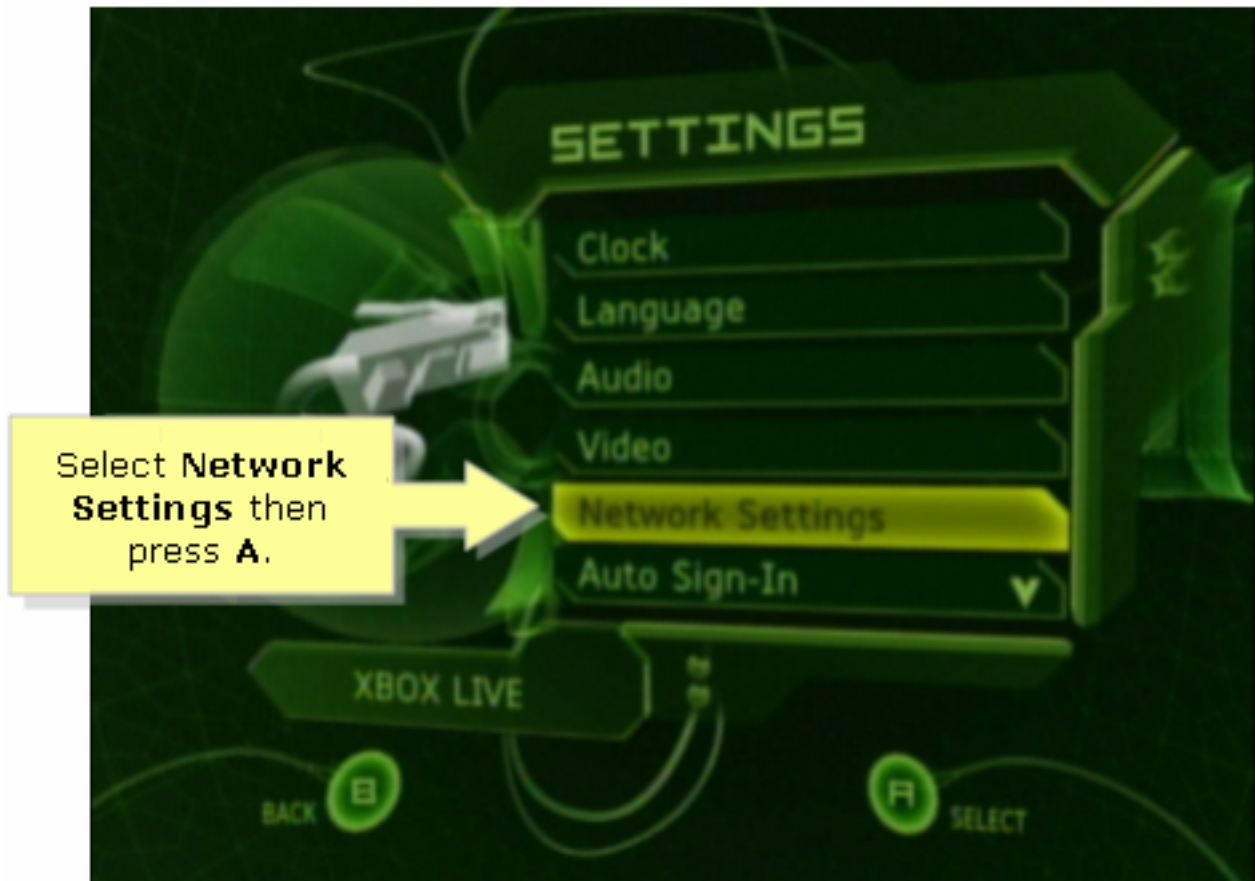 SETTINGS
Clock
Language
Audio
Video
Select Network
Settings then
press A.
Network Settings
Auto Sign-In
XBOX LIVE
B
BACK
A
SELECT